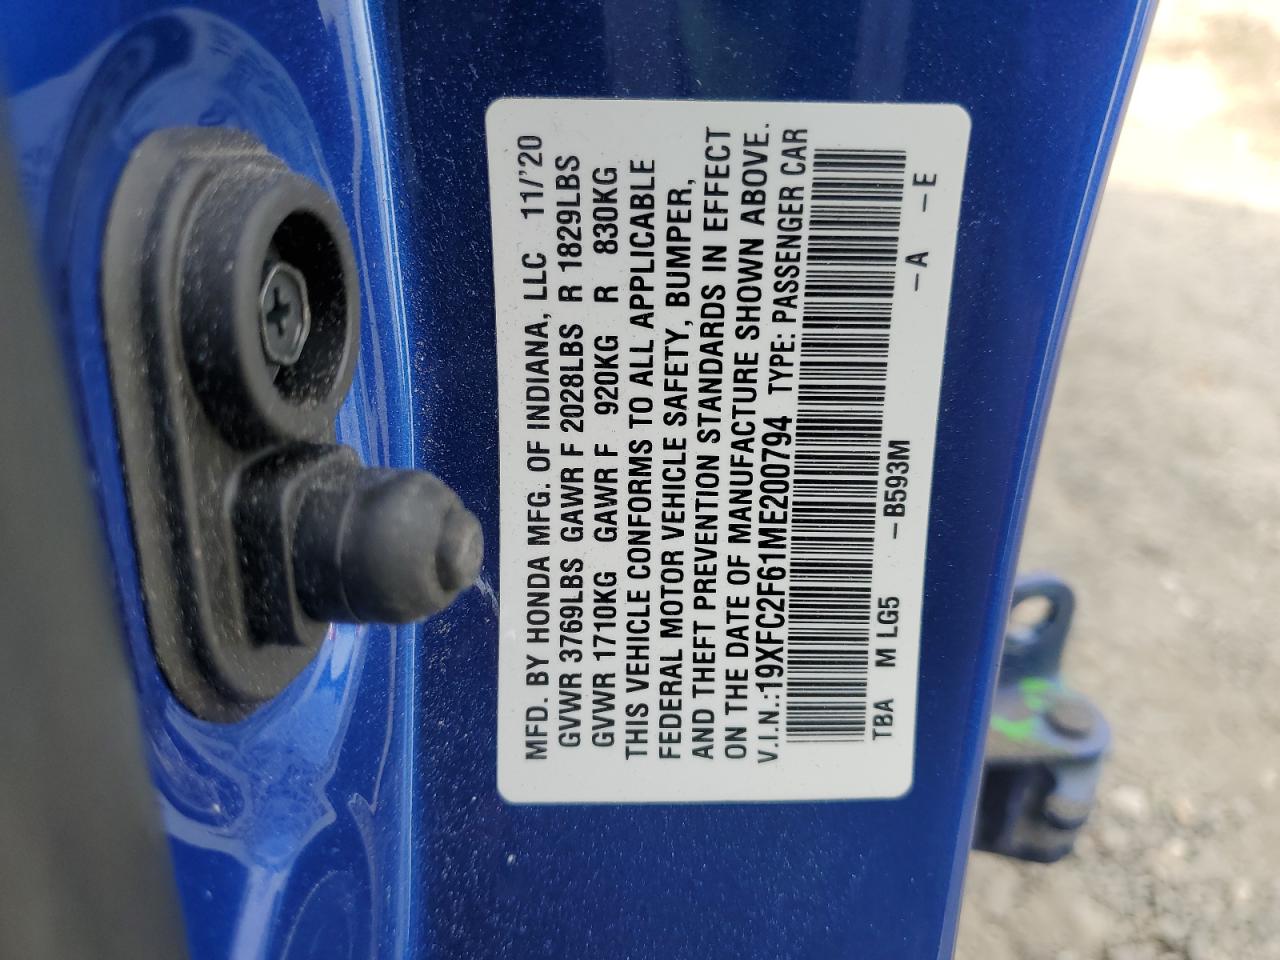 MFD. BY HONDA MFG. OF INDIANA, LLC 11/'20
GVWR 3769LBS GAWR F 2028LBS R 1829LBS
GVWR 1710KG GAWR F 920KG R 830KG
THIS VEHICLE CONFORMS TO ALL APPLICABLE
FEDERAL MOTOR VEHICLE SAFETY, BUMPER,
AND THEFT PREVENTION STANDARDS IN EFFECT
ON THE DATE OF MANUFACTURE SHOWN ABOVE.
V.I.N.:19XFC2F61ME200794 TYPE: PASSENGER CAR
TBA M LG5 –B593M –A –E